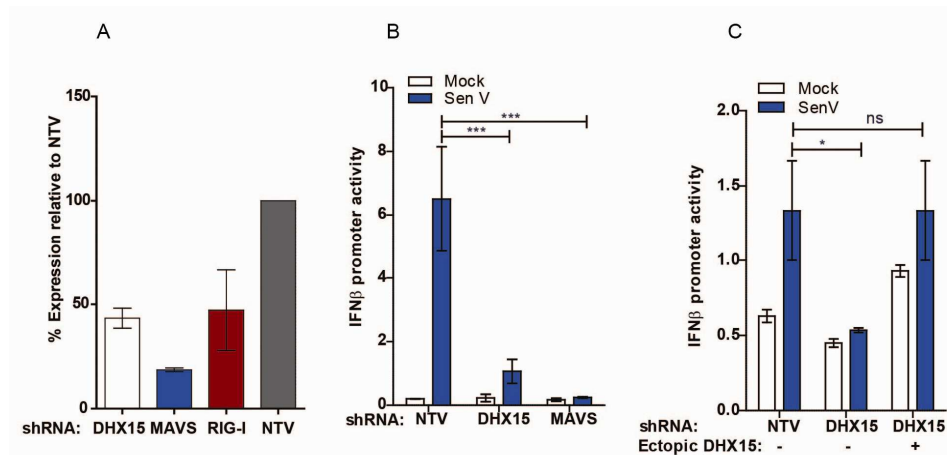 A
% Expression relative to NTV
150
100
50
0
shRNA: DHX15 MAVS RIG-I NTV
B
Mock
Sen V
IFNβ promoter activity
10
8
6
4
2
0
***
***
shRNA: NTV DHX15 MAVS
C
Mock
SenV
IFNβ promoter activity
2.0
1.5
1.0
0.5
0.0
ns
*
shRNA: NTV DHX15 DHX15
Ectopic DHX15: - - +